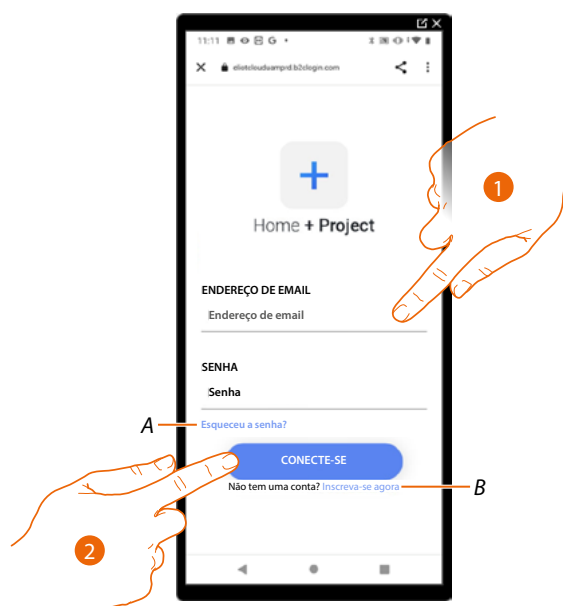 11:11 G
eliotclouduamprd.b2clogin.com
Home + Project
1
ENDEREÇO DE EMAIL
Endereço de email
SENHA
Senha
A
Esqueceu a senha?
CONECTE-SE
Não tem uma conta? Inscreva-se agora
B
2